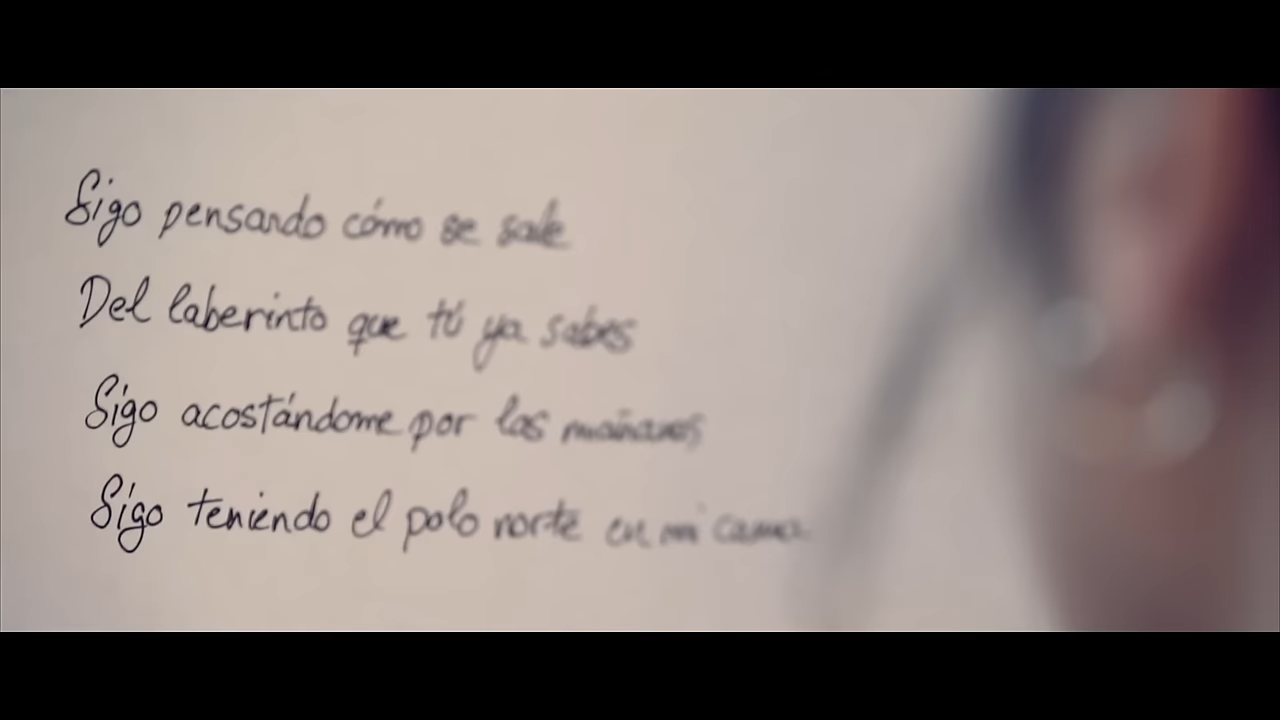 Sigo pensando cómo se sale
Del laberinto que tú ya sabes
Sigo acostándome por las mañanas
Sigo teniendo el polo norte en mi cama